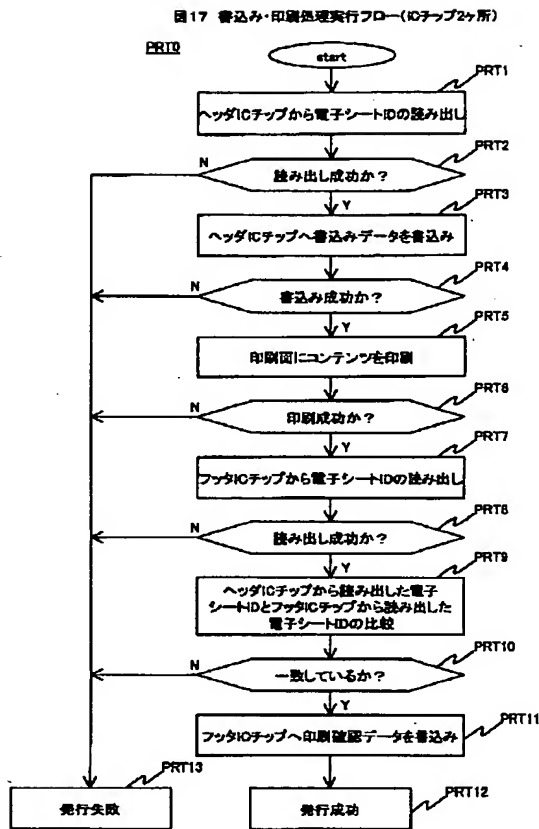 図17 書込み・印刷処理実行フロー(ICチップ2ヶ所)
PRT0
start
PRT1
ヘッダICチップから電子シートIDの読み出し
PRT2
N
読み出し成功か?
Y
PRT3
ヘッダICチップへ書込みデータを書込み
PRT4
N
書込み成功か?
Y
PRT5
印刷図にコンテンツを印刷
PRT6
N
印刷成功か?
Y
PRT7
フッタICチップから電子シートIDの読み出し
PRT8
N
読み出し成功か?
Y
PRT9
ヘッダICチップから読み出した電子
シートIDとフッタICチップから読み出した
電子シートIDの比較
PRT10
N
一致しているか?
Y
PRT11
フッタICチップへ印刷確認データを書込み
PRT13
発行失敗
PRT12
発行成功